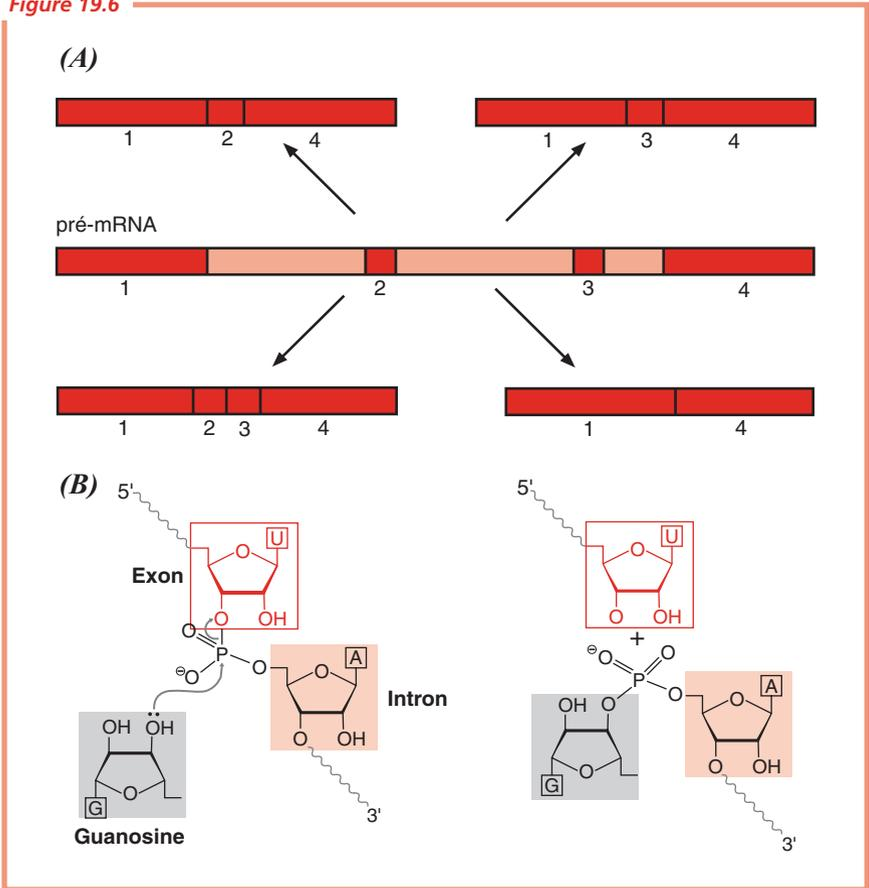 Figure 19.6
(A)
1 2 4
1 3 4
pré-mRNA
1 2 3 4
1 2 3 4
1 4
(B)
5'
5'
U
U
O
O
Exon
O OH
O OH
+
O
⊖O O
P
A
P
A
⊖O
O
O
O
O
Intron
OH O
OH OH
O OH
O
O OH
O
G
G
3'
Guanosine
3'